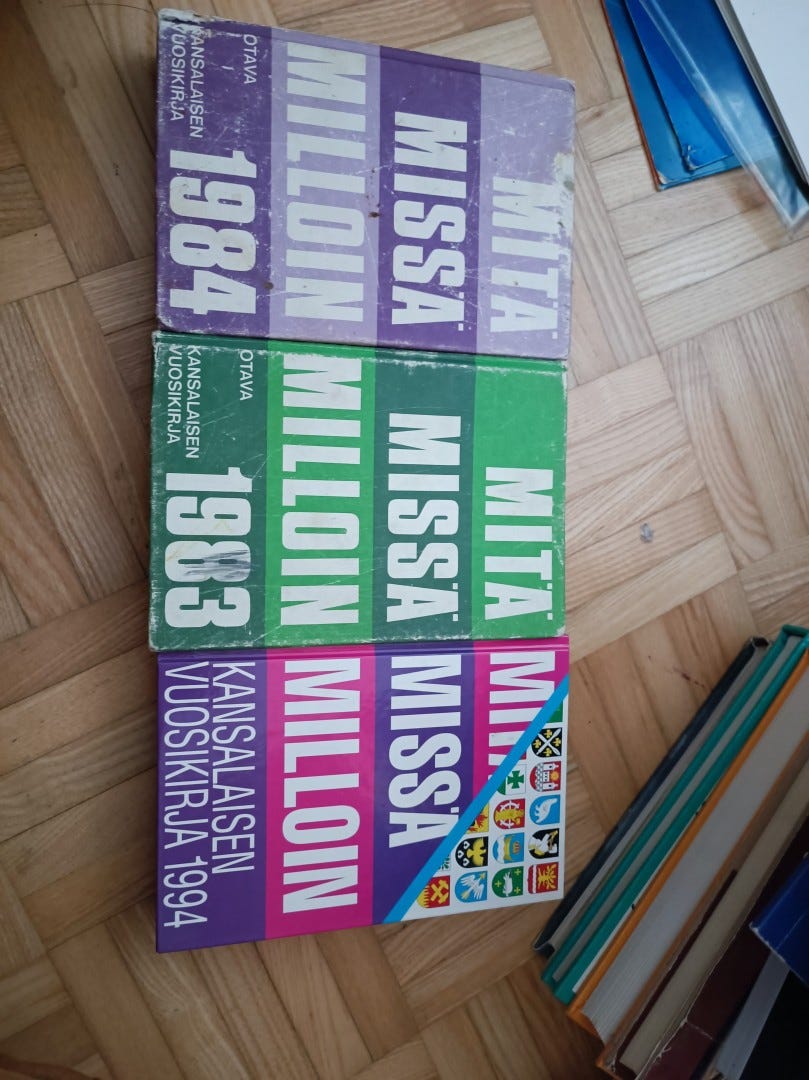 MITÄ
MISSÄ
MILLOIN
OTAVA
KANSALAISEN
VUOSIKIRJA
1984
MITÄ
MISSÄ
MILLOIN
OTAVA
KANSALAISEN
VUOSIKIRJA
1983
MITÄ
MISSÄ
MILLOIN
KANSALAISEN
VUOSIKIRJA 1994